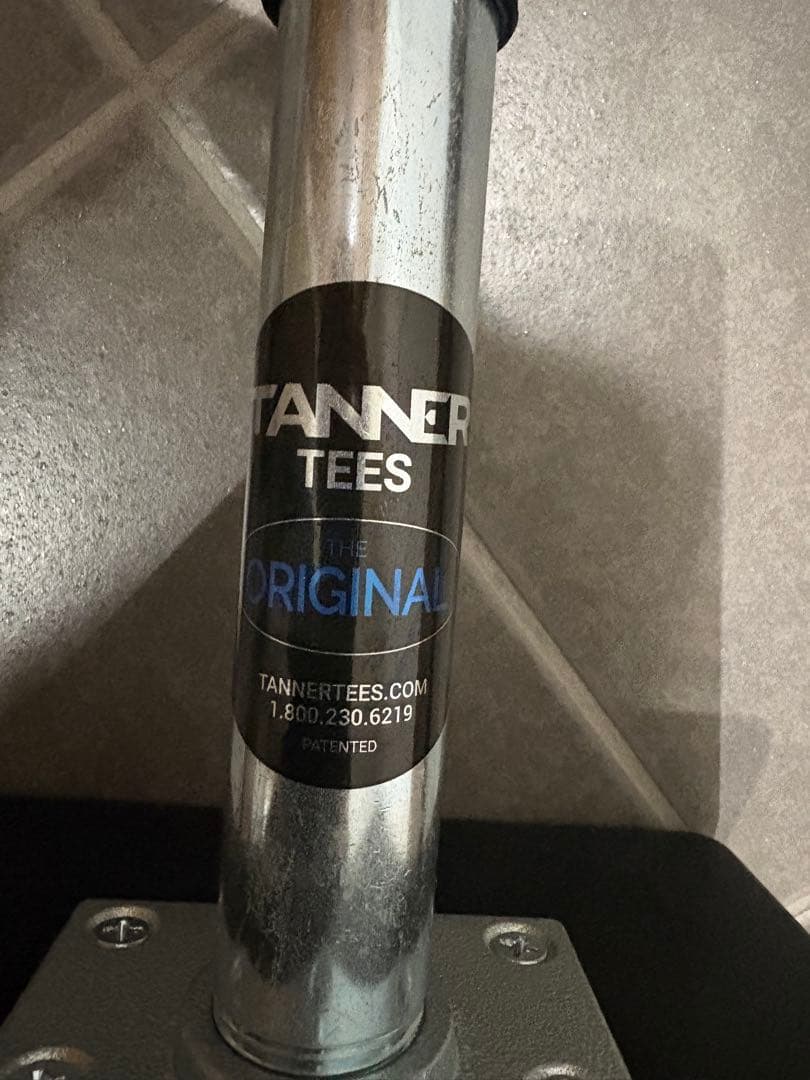 TANNER
TEES
THE
ORIGINAL
TANNERTEES.COM
1.800.230.6219
PATENTED